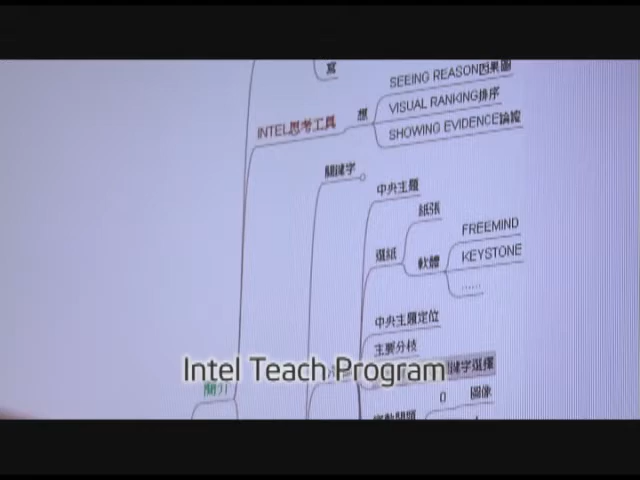 寫
SEEING REASON因果圖
VISUAL RANKING排序
SHOWING EVIDENCE論證
想
INTEL思考工具
關鍵字
中央主題
紙張
選紙
軟體
FREEMIND
KEYSTONE
......
中央主題定位
主要分枝
關鍵字選擇
Intel Teach Program
0
圖像